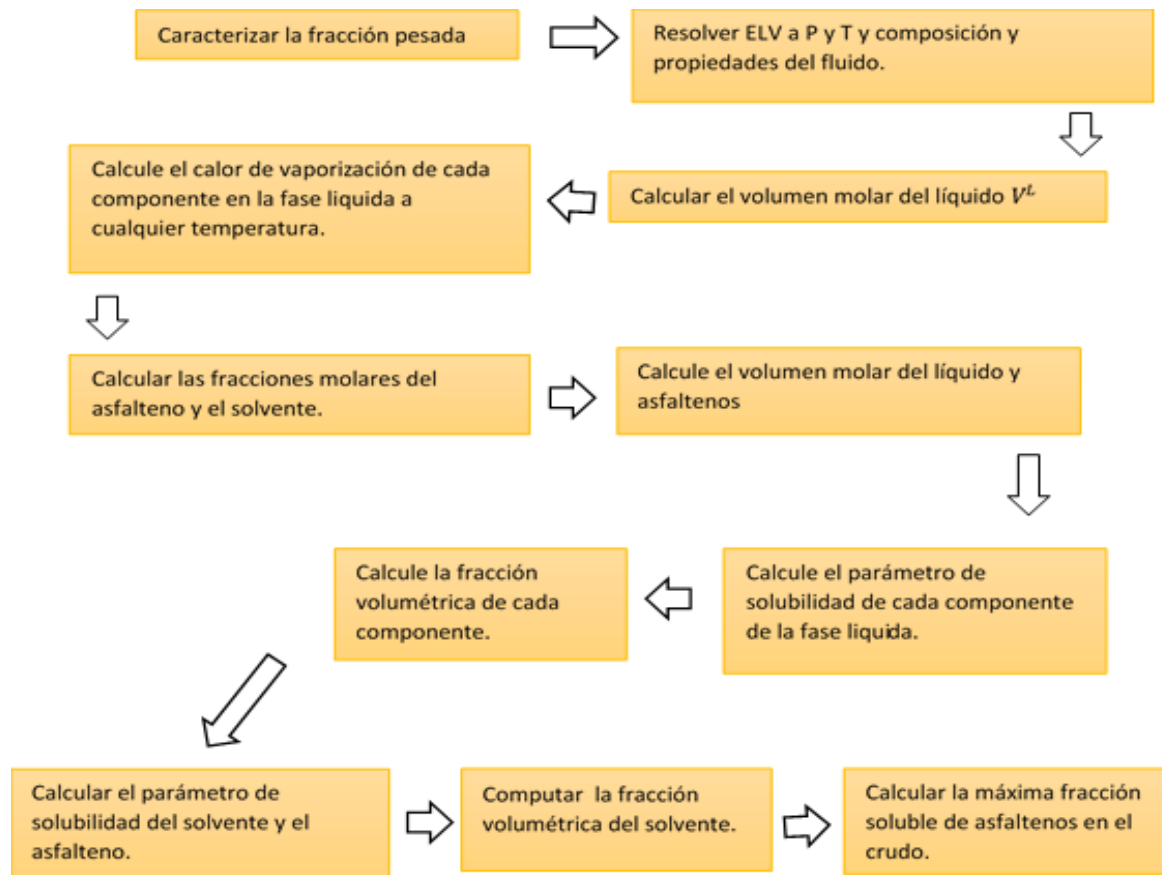 Caracterizar la fracción pesada
Resolver ELV a P y T y composición y
propiedades del fluido.
Calcular el volumen molar del líquido V^L
Calcule el calor de vaporización de cada
componente en la fase liquida a
cualquier temperatura.
Calcular las fracciones molares del
asfalteno y el solvente.
Calcule el volumen molar del líquido y
asfaltenos
Calcule el parámetro de
solubilidad de cada componente
de la fase liquida.
Calcule la fracción
volumétrica de cada
componente.
Calcular el parámetro de
solubilidad del solvente y el
asfalteno.
Computar la fracción
volumétrica del solvente.
Calcular la máxima fracción
soluble de asfaltenos en el
crudo.